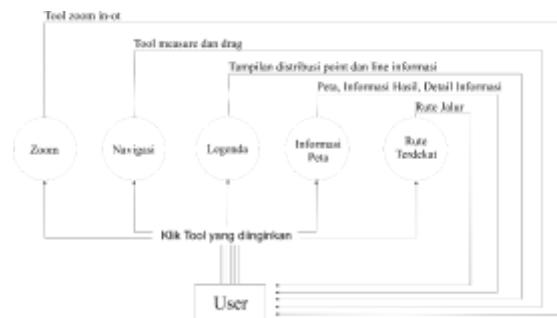 Tool zoom in-ot
Tool measure dan drag
Tampilan distribusi point dan line informasi
Peta, Informasi Hasil, Detail Informasi
Rute Jalur
Zoom
Navigasi
Legenda
Informasi
Peta
Rute
Terdekat
Klik Tool yang diinginkan
User